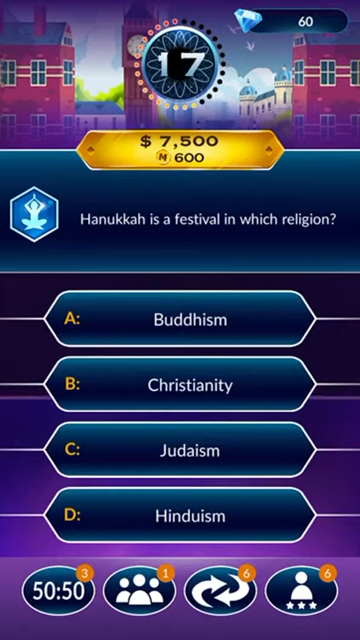 60
17
$ 7,500
M 600
Hanukkah is a festival in which religion?
A: Buddhism
B: Christianity
C: Judaism
D: Hinduism
3 1 6 6
50:50